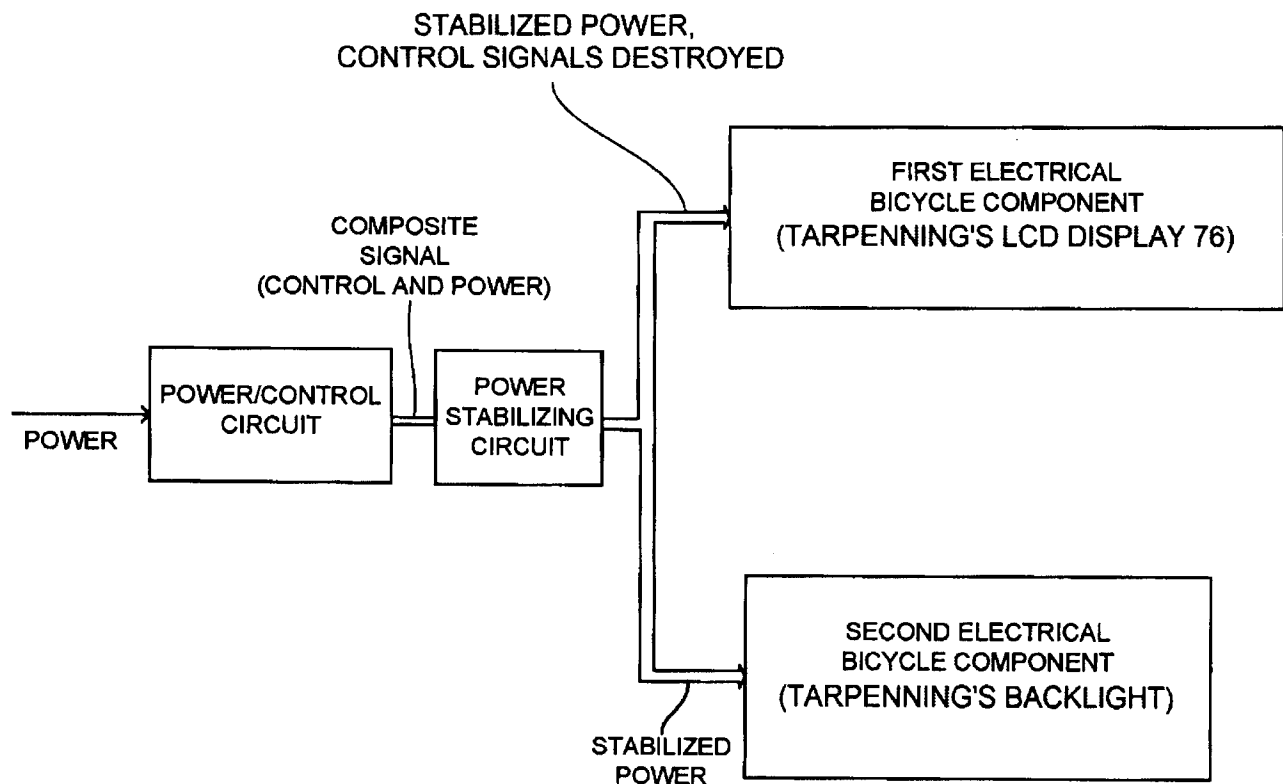 STABILIZED POWER,
CONTROL SIGNALS DESTROYED
FIRST ELECTRICAL
BICYCLE COMPONENT
(TARPENNING'S LCD DISPLAY 76)
COMPOSITE
SIGNAL
(CONTROL AND POWER)
POWER/CONTROL
CIRCUIT
POWER
STABILIZING
CIRCUIT
POWER
SECOND ELECTRICAL
BICYCLE COMPONENT
(TARPENNING'S BACKLIGHT)
STABILIZED
POWER